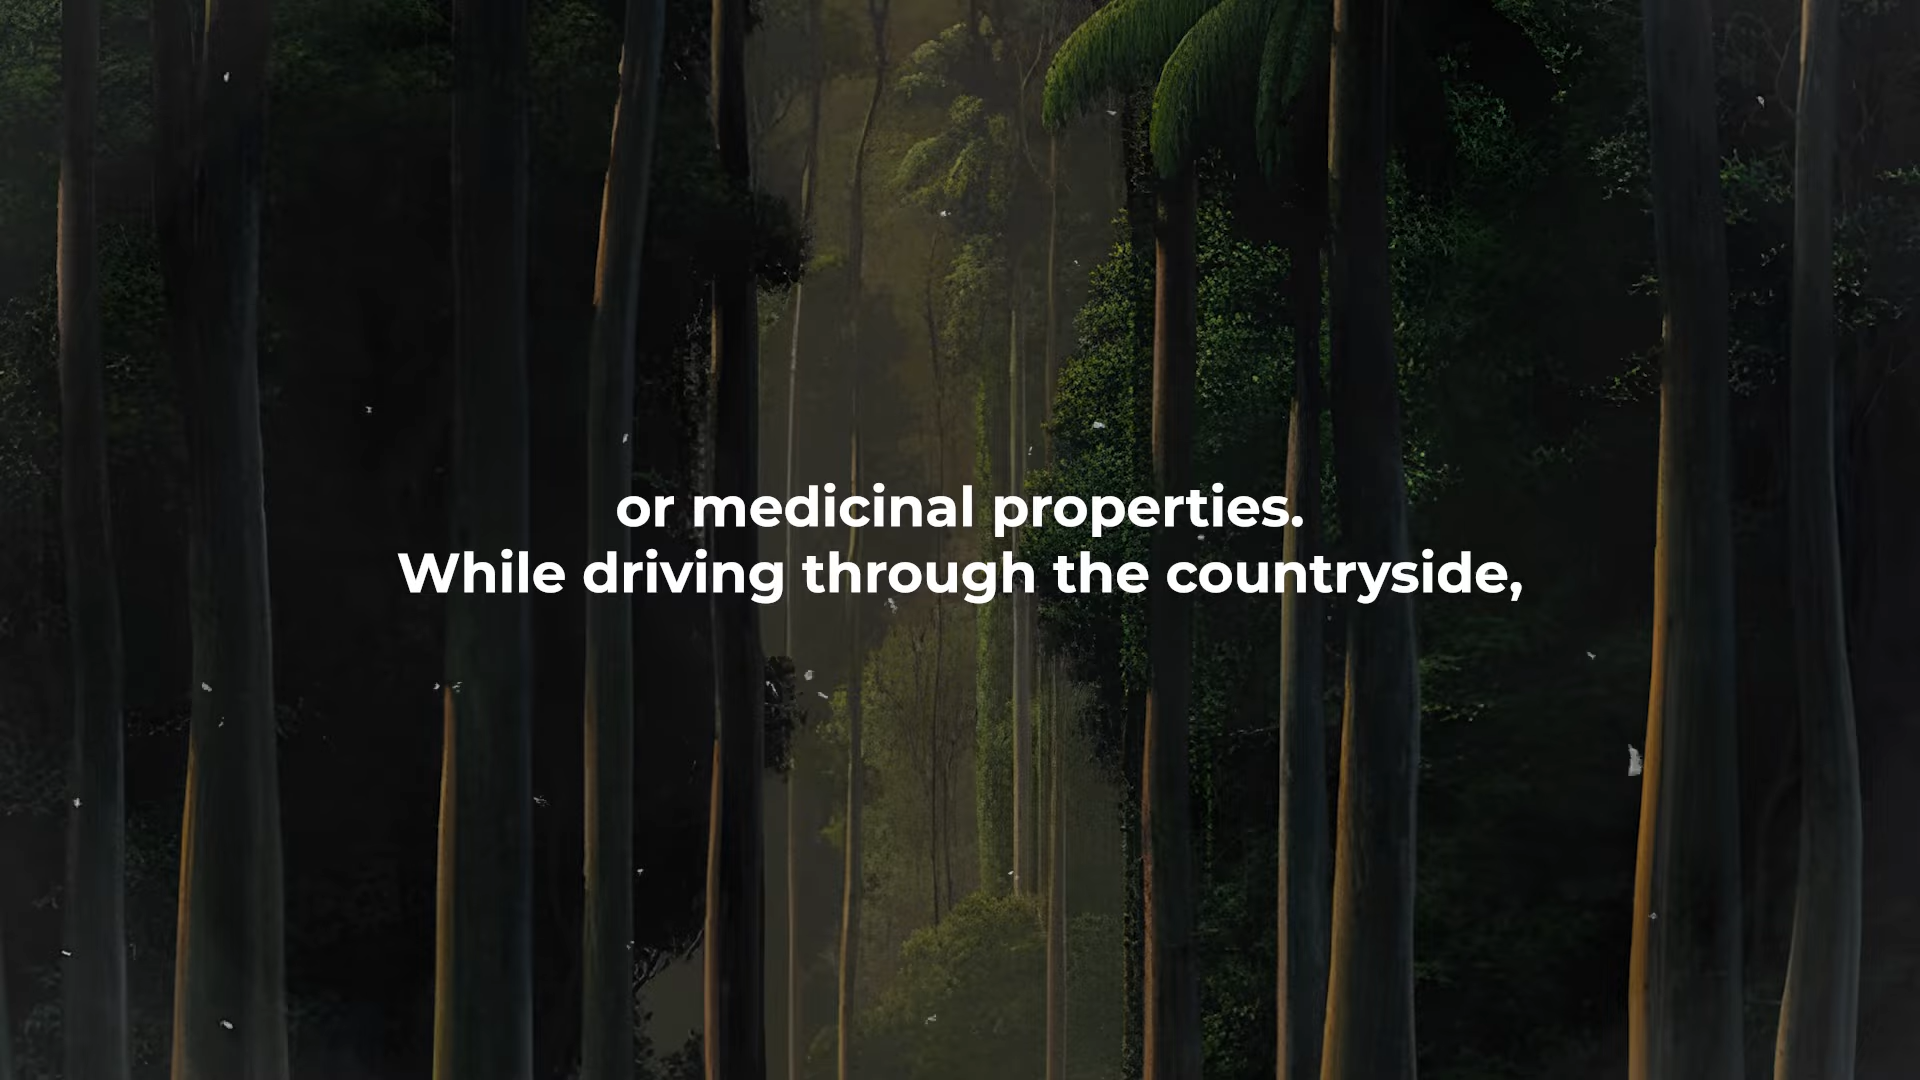 or medicinal properties.
While driving through the countryside,